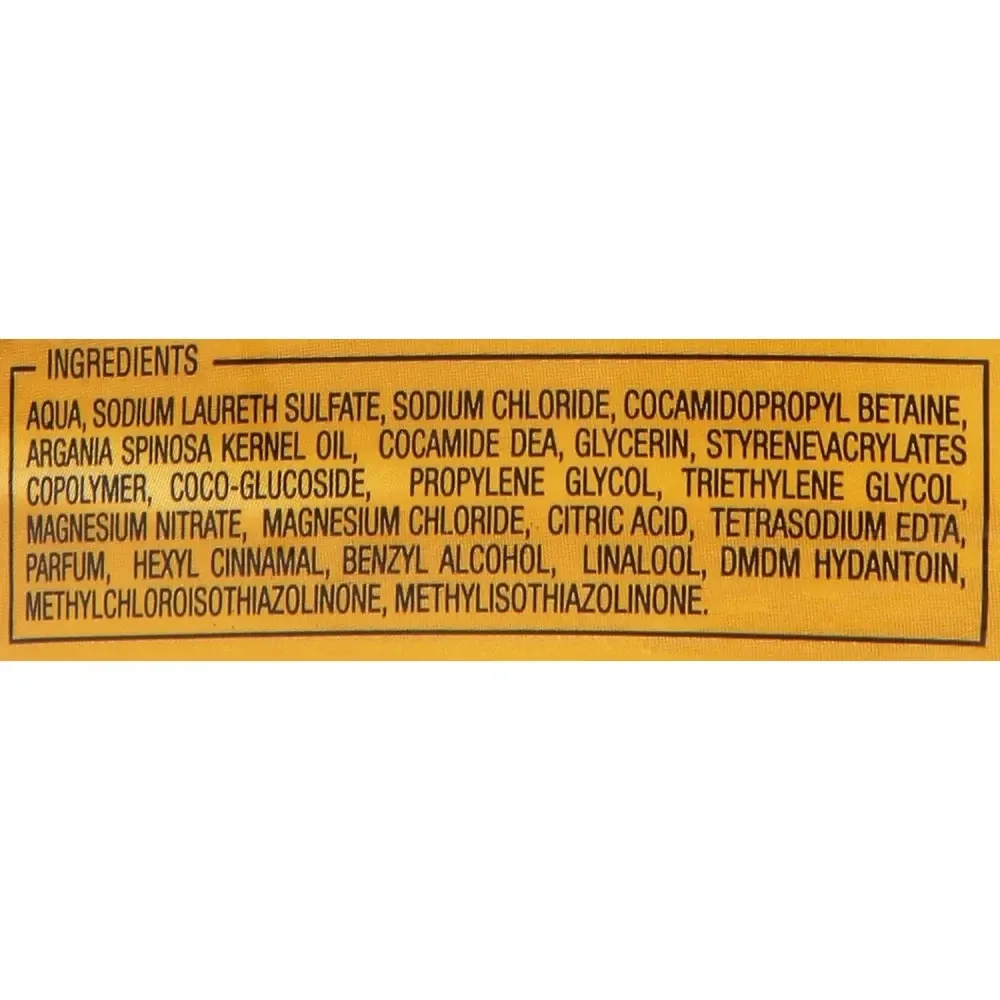 INGREDIENTS
AQUA, SODIUM LAURETH SULFATE, SODIUM CHLORIDE, COCAMIDOPROPYL BETAINE,
ARGANIA SPINOSA KERNEL OIL, COCAMIDE DEA, GLYCERIN, STYRENE\ACRYLATES
COPOLYMER, COCO-GLUCOSIDE, PROPYLENE GLYCOL, TRIETHYLENE GLYCOL,
MAGNESIUM NITRATE, MAGNESIUM CHLORIDE, CITRIC ACID, TETRASODIUM EDTA,
PARFUM, HEXYL CINNAMAL, BENZYL ALCOHOL, LINALOOL, DMDM HYDANTOIN,
METHYLCHLOROISOTHIAZOLINONE, METHYLISOTHIAZOLINONE.